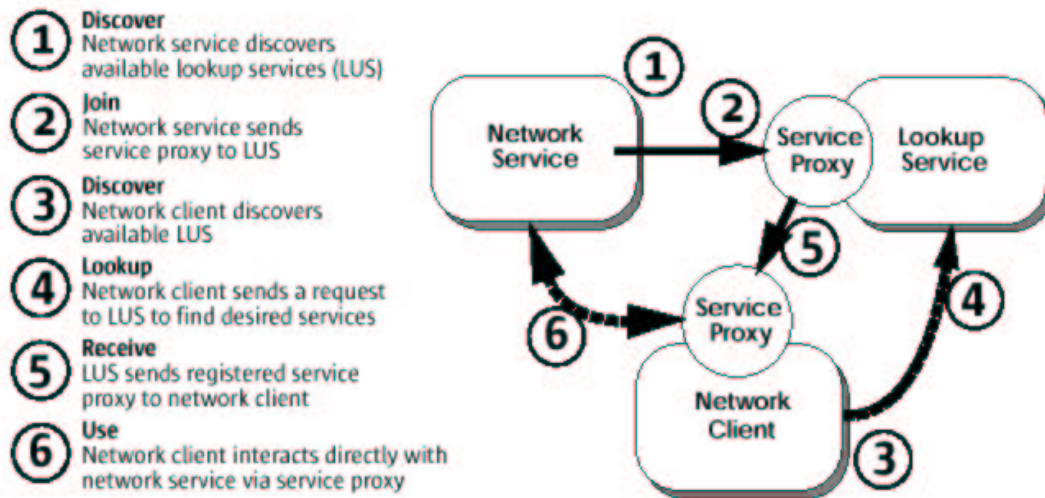 1
Discover
Network service discovers
available lookup services (LUS)
2
Join
Network service sends
service proxy to LUS
3
Discover
Network client discovers
available LUS
4
Lookup
Network client sends a request
to LUS to find desired services
5
Receive
LUS sends registered service
proxy to network client
6
Use
Network client interacts directly with
network service via service proxy
1
2
Network
Service
Service
Proxy
Lookup
Service
5
4
6
Service
Proxy
Network
Client
3